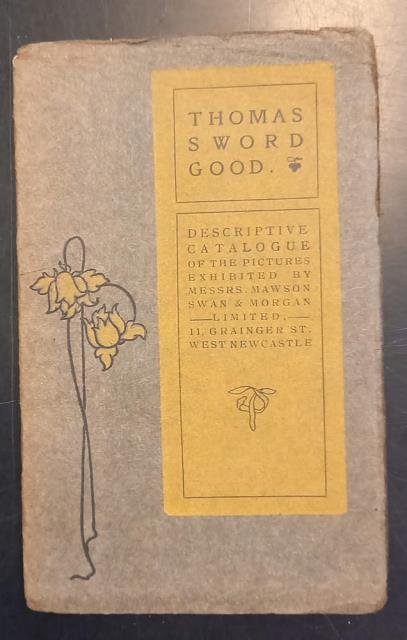 THOMAS
SWORD
GOOD.
DESCRIPTIVE
CATALOGUE
OF THE PICTURES
EXHIBITED BY
MESSRS. MAWSON
SWAN & MORGAN
—LIMITED,—
11, GRAINGER ST.
WEST NEWCASTLE